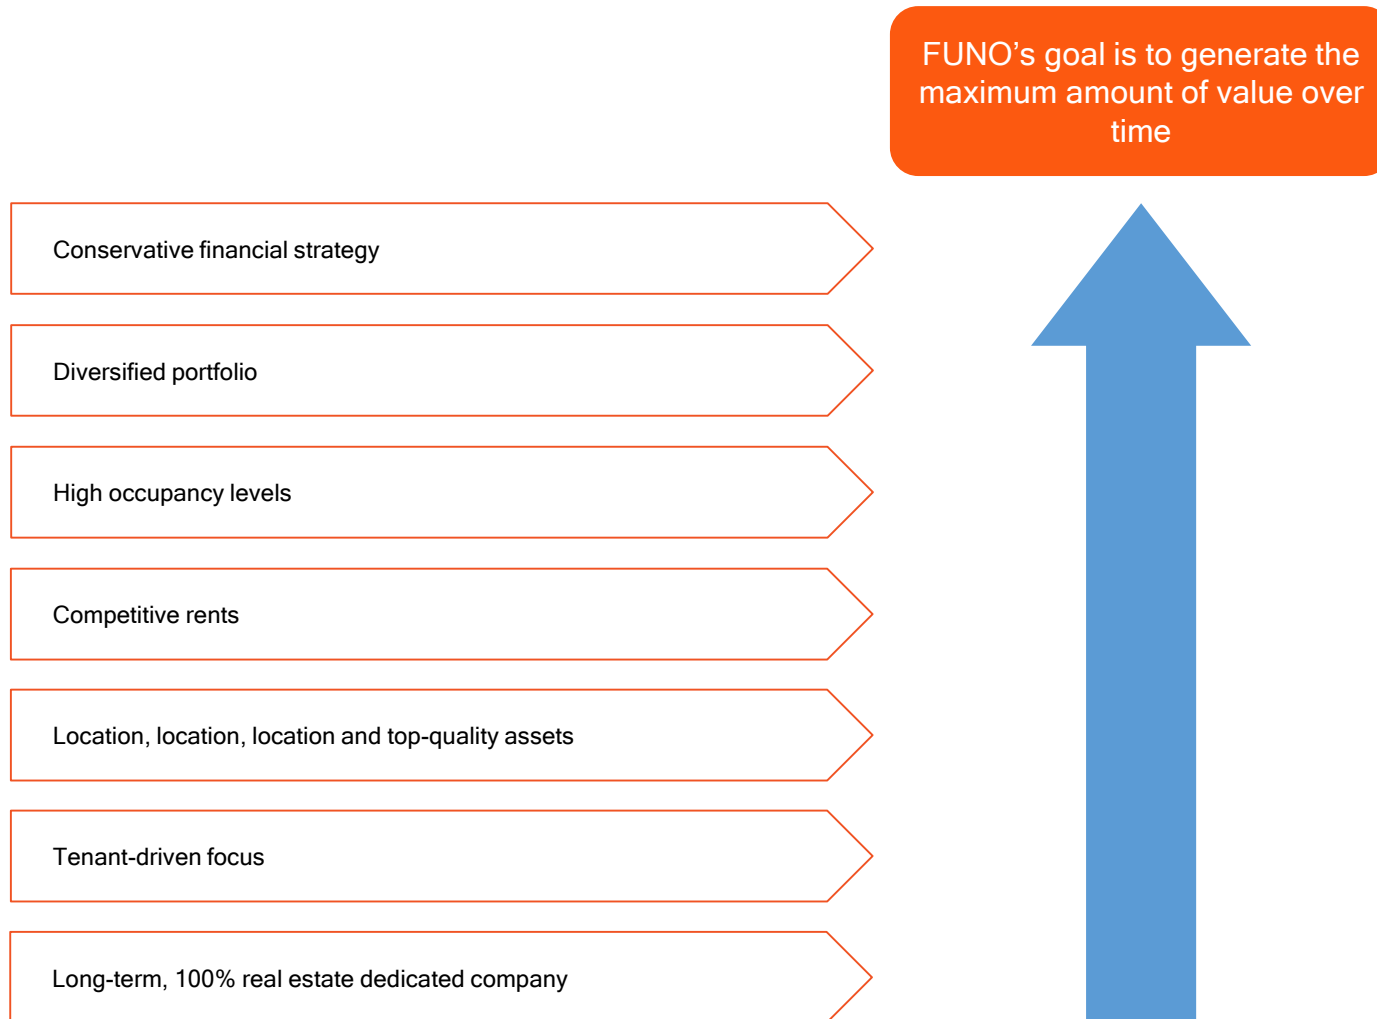 FUNO’s goal is to generate the
maximum amount of value over
time
Conservative financial strategy
Diversified portfolio
High occupancy levels
Competitive rents
Location, location, location and top-quality assets
Tenant-driven focus
Long-term, 100% real estate dedicated company